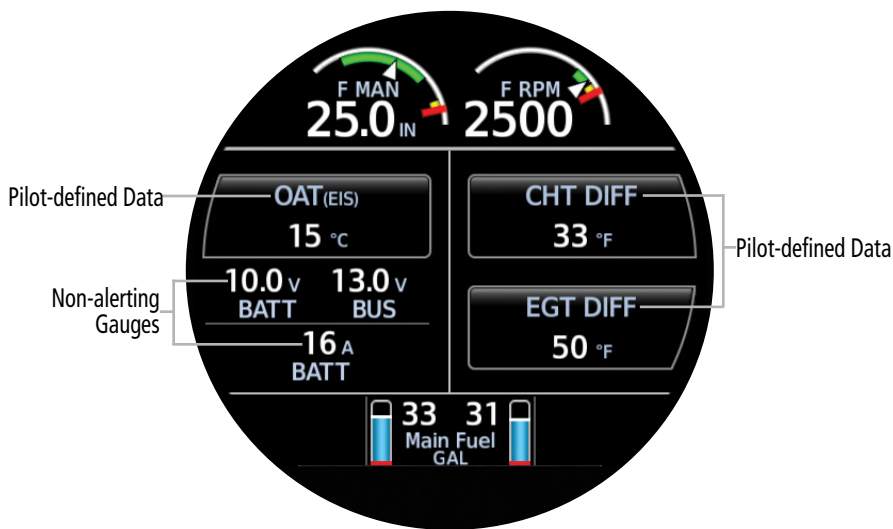 F MAN
25.0 IN
F RPM
2500
Pilot-defined Data
OAT(EIS)
15 °C
CHT DIFF
33 °F
Pilot-defined Data
Non-alerting
Gauges
10.0 V 13.0 V
BATT BUS
16 A
BATT
EGT DIFF
50 °F
33 31
Main Fuel
GAL